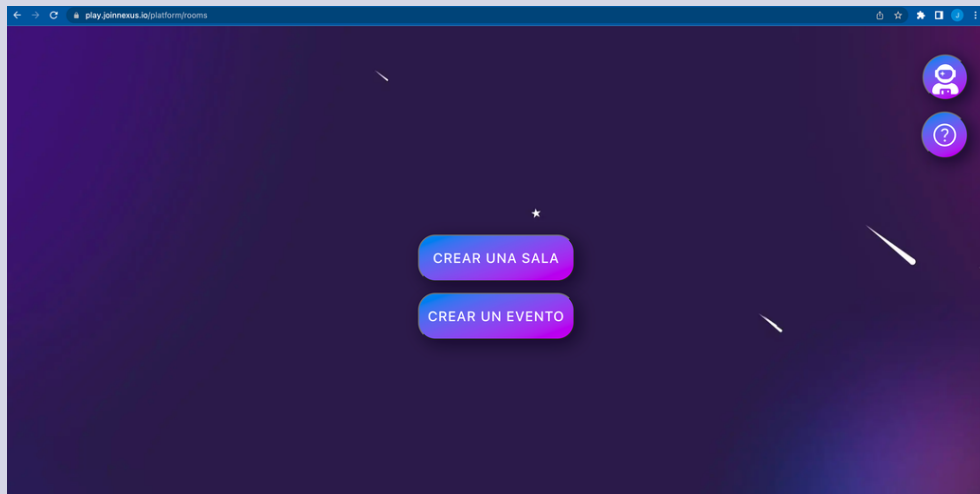 play.joinnexus.io/platform/rooms
J
?
CREAR UNA SALA
CREAR UN EVENTO